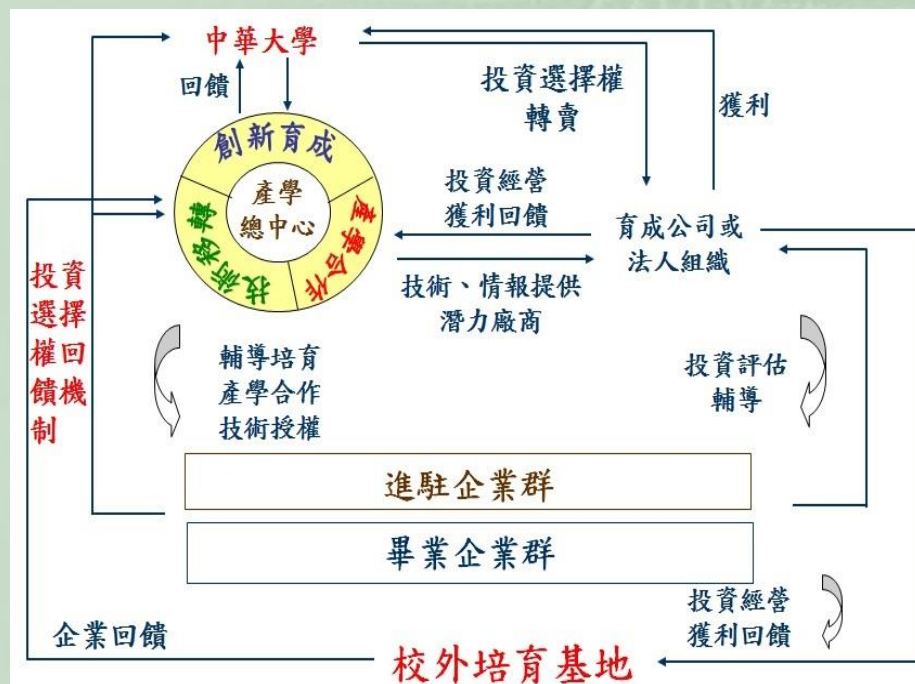 中華大學
回饋
投資選擇權
轉賣
獲利
創新育成
產學
總中心
技術移轉
產學合作
投資經營
獲利回饋
育成公司或
法人組織
技術、情報提供
潛力廠商
投資
選擇
權回
饋機
制
輔導培育
產學合作
技術授權
投資評估
輔導
進駐企業群
畢業企業群
投資經營
獲利回饋
企業回饋
校外培育基地